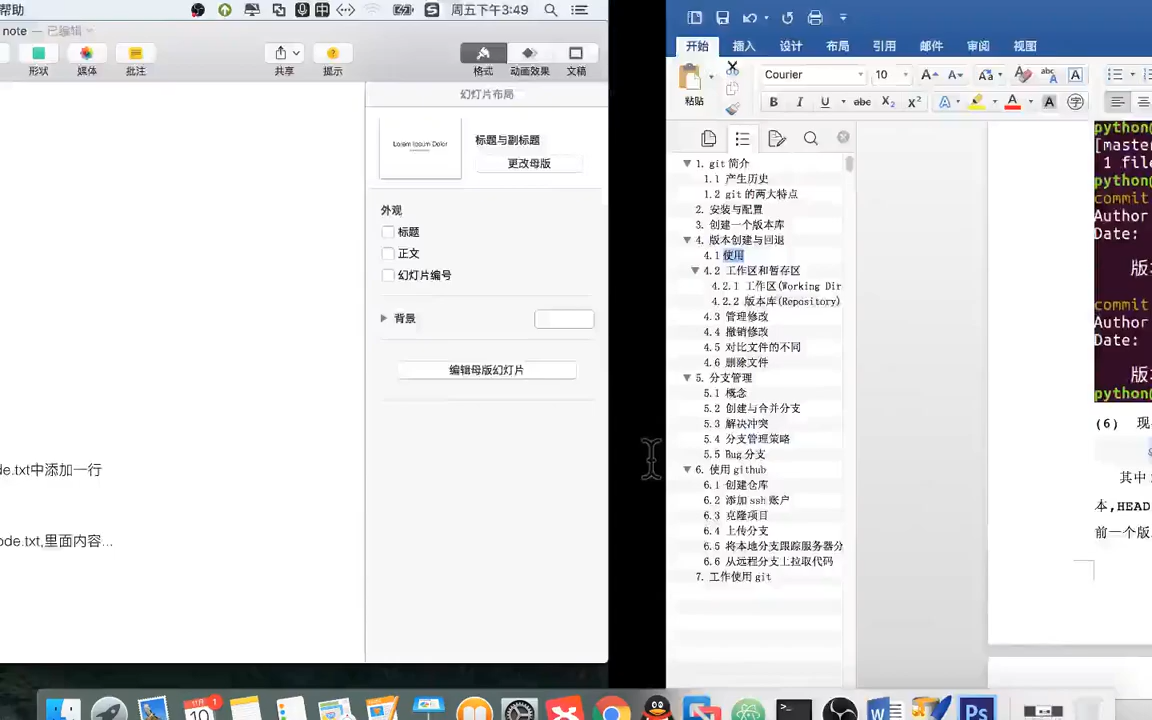 帮助
周五下午3:49
note — 已编辑
形状
媒体
批注
共享
提示
格式
动画效果
文稿
幻灯片布局
Lorem Ipsum Dolor
标题与副标题
更改母版
外观
标题
正文
幻灯片编号
背景
编辑母版幻灯片
de.txt中添加一行
ode.txt,里面内容...
开始
插入
设计
布局
引用
邮件
审阅
视图
粘贴
Courier
10
1. git 简介
1.1 产生历史
1.2 git 的两大特点
2. 安装与配置
3. 创建一个版本库
4. 版本创建与回退
4.1 使用
4.2 工作区和暂存区
4.2.1 工作区(Working Dir
4.2.2 版本库(Repository)
4.3 管理修改
4.4 撤销修改
4.5 对比文件的不同
4.6 删除文件
5. 分支管理
5.1 概念
5.2 创建与合并分支
5.3 解决冲突
5.4 分支管理策略
5.5 Bug 分支
6. 使用 github
6.1 创建仓库
6.2 添加 ssh 账户
6.3 克隆项目
6.4 上传分支
6.5 将本地分支跟踪服务器分
6.6 从远程分支上拉取代码
7. 工作使用 git
python@
[master
1 file
python@
commit
Author
Date:
版本
commit
Author
Date:
版
python@
(6) 现
其中
本,HEAD
前一个版
Ps